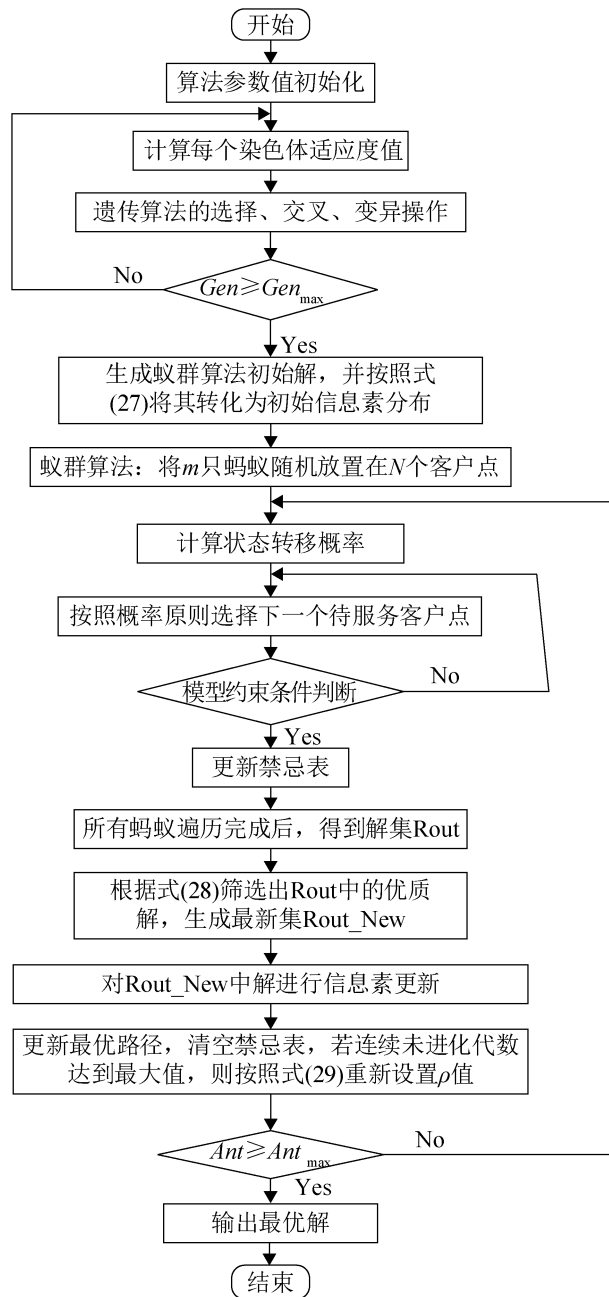 开始
算法参数值初始化
计算每个染色体适应度值
遗传算法的选择、交叉、变异操作
No
Gen≥Gen_max
Yes
生成蚁群算法初始解，并按照式
(27)将其转化为初始信息素分布
蚁群算法：将m只蚂蚁随机放置在N个客户点
计算状态转移概率
按照概率原则选择下一个待服务客户点
模型约束条件判断
No
Yes
更新禁忌表
所有蚂蚁遍历完成后，得到解集Rout
根据式(28)筛选出Rout中的优质
解，生成最新集Rout_New
对Rout_New中解进行信息素更新
更新最优路径，清空禁忌表，若连续未进化代数
达到最大值，则按照式(29)重新设置ρ值
Ant≥Ant_max
No
Yes
输出最优解
结束